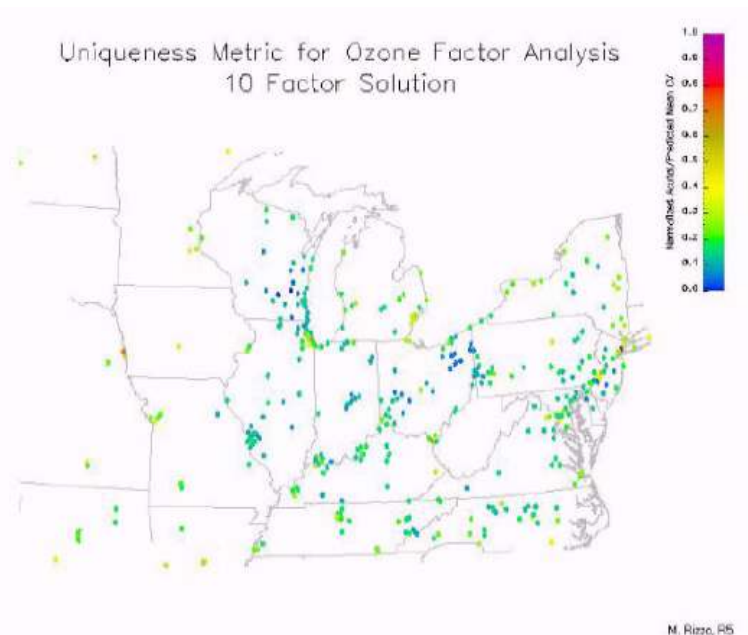 Uniqueness Metric for Ozone Factor Analysis
10 Factor Solution
1.0
0.9
0.8
0.7
0.6
0.5
0.4
0.3
0.2
0.1
0.0
Normalized Acutal/Predicted Mean CV
M. Rizzo, R5